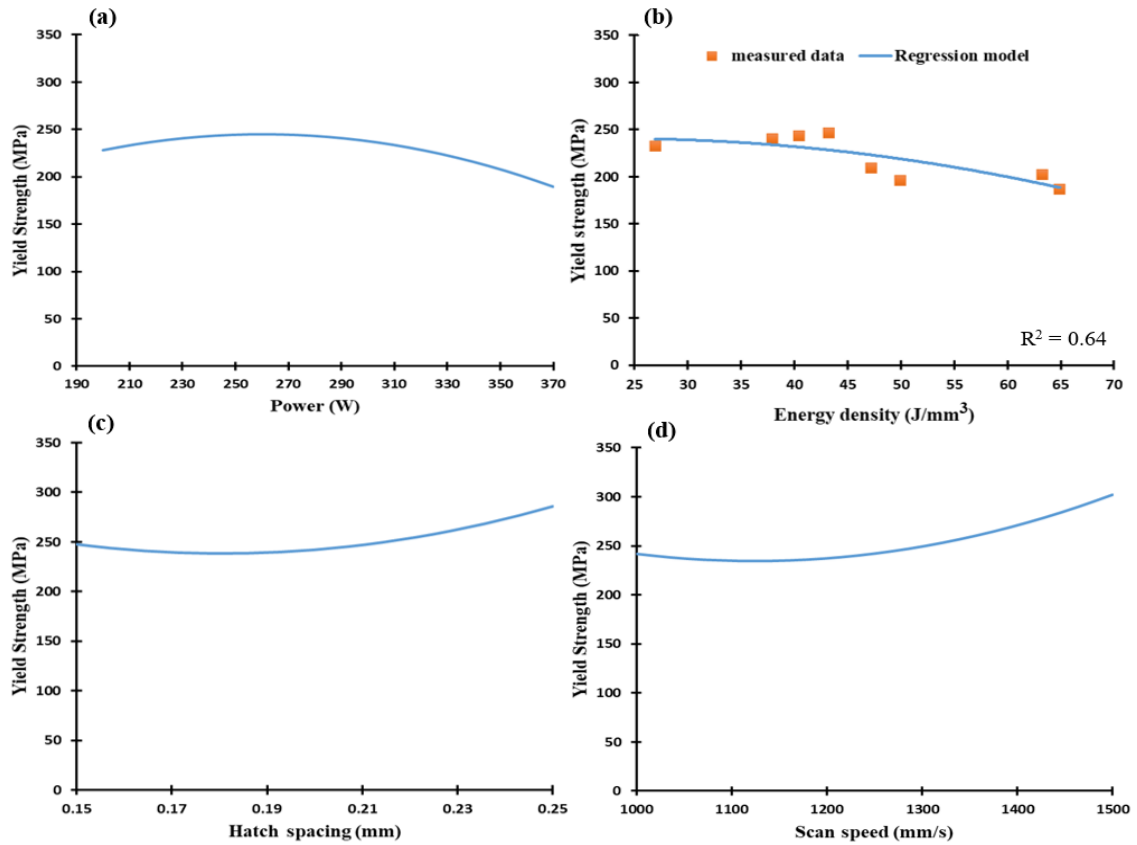 (a)
350
300
250
200
150
100
50
0
Yield Strength (MPa)
190 210 230 250 270 290 310 330 350 370
Power (W)
(b)
350
300
250
200
150
100
50
0
Yield strength (MPa)
measured data Regression model
R² = 0.64
25 30 35 40 45 50 55 60 65 70
Energy density (J/mm³)
(c)
350
300
250
200
150
100
50
0
Yield Strength (MPa)
0.15 0.17 0.19 0.21 0.23 0.25
Hatch spacing (mm)
(d)
350
300
250
200
150
100
50
0
Yield Strength (MPa)
1000 1100 1200 1300 1400 1500
Scan speed (mm/s)